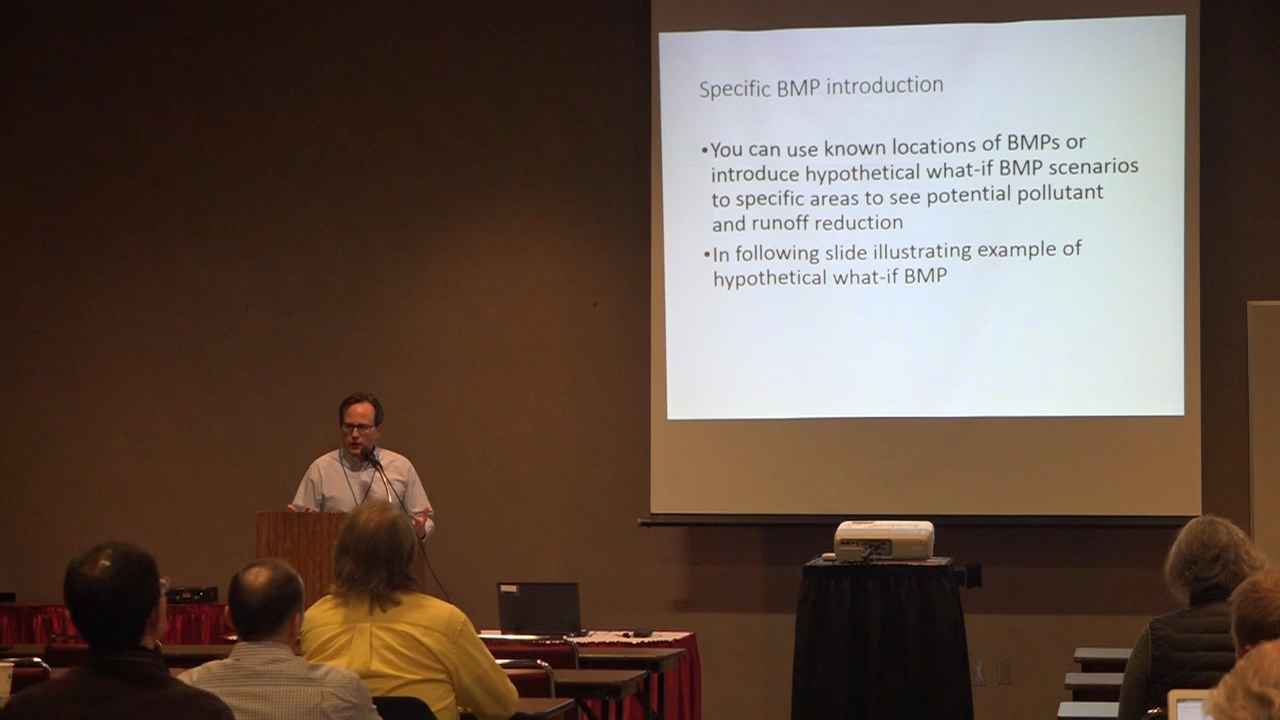 Specific BMP introduction
•You can use known locations of BMPs or
introduce hypothetical what-if BMP scenarios
to specific areas to see potential pollutant
and runoff reduction
•In following slide illustrating example of
hypothetical what-if BMP